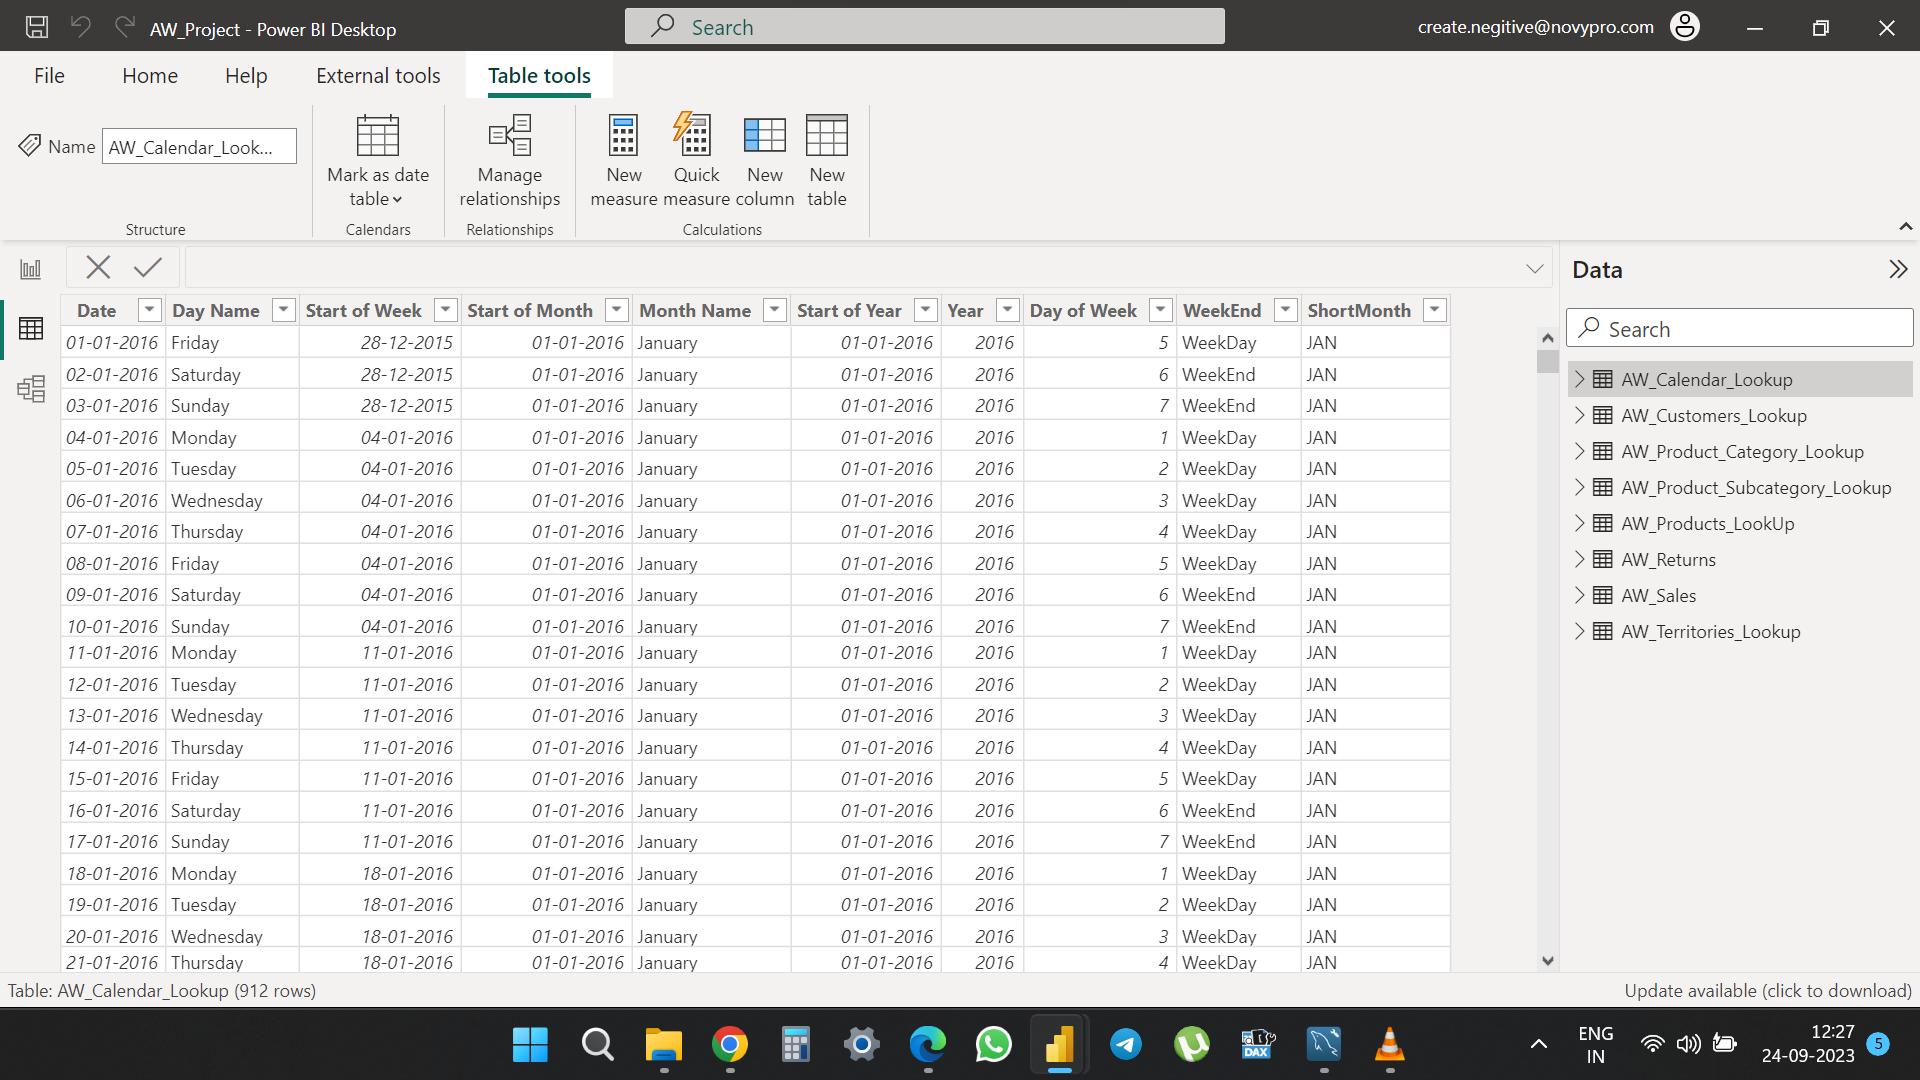 AW_Project - Power BI Desktop
Search
create.negitive@novypro.com
File Home Help External tools Table tools
Name AW_Calendar_Look...
Mark as date table
Manage relationships
New measure
Quick measure
New column
New table
Structure Calendars Relationships Calculations
Date Day Name Start of Week Start of Month Month Name Start of Year Year Day of Week WeekEnd ShortMonth
01-01-2016 Friday 28-12-2015 01-01-2016 January 01-01-2016 2016 5 WeekDay JAN
02-01-2016 Saturday 28-12-2015 01-01-2016 January 01-01-2016 2016 6 WeekEnd JAN
03-01-2016 Sunday 28-12-2015 01-01-2016 January 01-01-2016 2016 7 WeekEnd JAN
04-01-2016 Monday 04-01-2016 01-01-2016 January 01-01-2016 2016 1 WeekDay JAN
05-01-2016 Tuesday 04-01-2016 01-01-2016 January 01-01-2016 2016 2 WeekDay JAN
06-01-2016 Wednesday 04-01-2016 01-01-2016 January 01-01-2016 2016 3 WeekDay JAN
07-01-2016 Thursday 04-01-2016 01-01-2016 January 01-01-2016 2016 4 WeekDay JAN
08-01-2016 Friday 04-01-2016 01-01-2016 January 01-01-2016 2016 5 WeekDay JAN
09-01-2016 Saturday 04-01-2016 01-01-2016 January 01-01-2016 2016 6 WeekEnd JAN
10-01-2016 Sunday 04-01-2016 01-01-2016 January 01-01-2016 2016 7 WeekEnd JAN
11-01-2016 Monday 11-01-2016 01-01-2016 January 01-01-2016 2016 1 WeekDay JAN
12-01-2016 Tuesday 11-01-2016 01-01-2016 January 01-01-2016 2016 2 WeekDay JAN
13-01-2016 Wednesday 11-01-2016 01-01-2016 January 01-01-2016 2016 3 WeekDay JAN
14-01-2016 Thursday 11-01-2016 01-01-2016 January 01-01-2016 2016 4 WeekDay JAN
15-01-2016 Friday 11-01-2016 01-01-2016 January 01-01-2016 2016 5 WeekDay JAN
16-01-2016 Saturday 11-01-2016 01-01-2016 January 01-01-2016 2016 6 WeekEnd JAN
17-01-2016 Sunday 11-01-2016 01-01-2016 January 01-01-2016 2016 7 WeekEnd JAN
18-01-2016 Monday 18-01-2016 01-01-2016 January 01-01-2016 2016 1 WeekDay JAN
19-01-2016 Tuesday 18-01-2016 01-01-2016 January 01-01-2016 2016 2 WeekDay JAN
20-01-2016 Wednesday 18-01-2016 01-01-2016 January 01-01-2016 2016 3 WeekDay JAN
21-01-2016 Thursday 18-01-2016 01-01-2016 January 01-01-2016 2016 4 WeekDay JAN
Data
Search
AW_Calendar_Lookup
AW_Customers_Lookup
AW_Product_Category_Lookup
AW_Product_Subcategory_Lookup
AW_Products_LookUp
AW_Returns
AW_Sales
AW_Territories_Lookup
Table: AW_Calendar_Lookup (912 rows)
Update available (click to download)
DAX
ENG
IN
12:27
24-09-2023
5